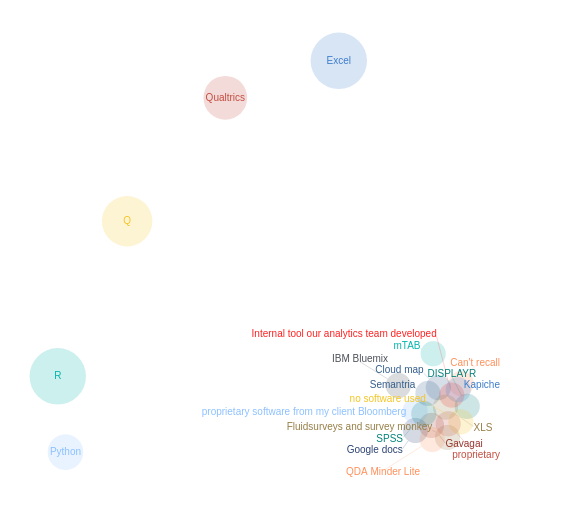 Excel
Qualtrics
Q
Internal tool our analytics team developed
mTAB
IBM Bluemix
Can't recall
Cloud map
DISPLAYR
R
Semantria
Kapiche
no software used
proprietary software from my client Bloomberg
Fluidsurveys and survey monkey
XLS
SPSS
Gavagai
Google docs
Python
proprietary
QDA Minder Lite